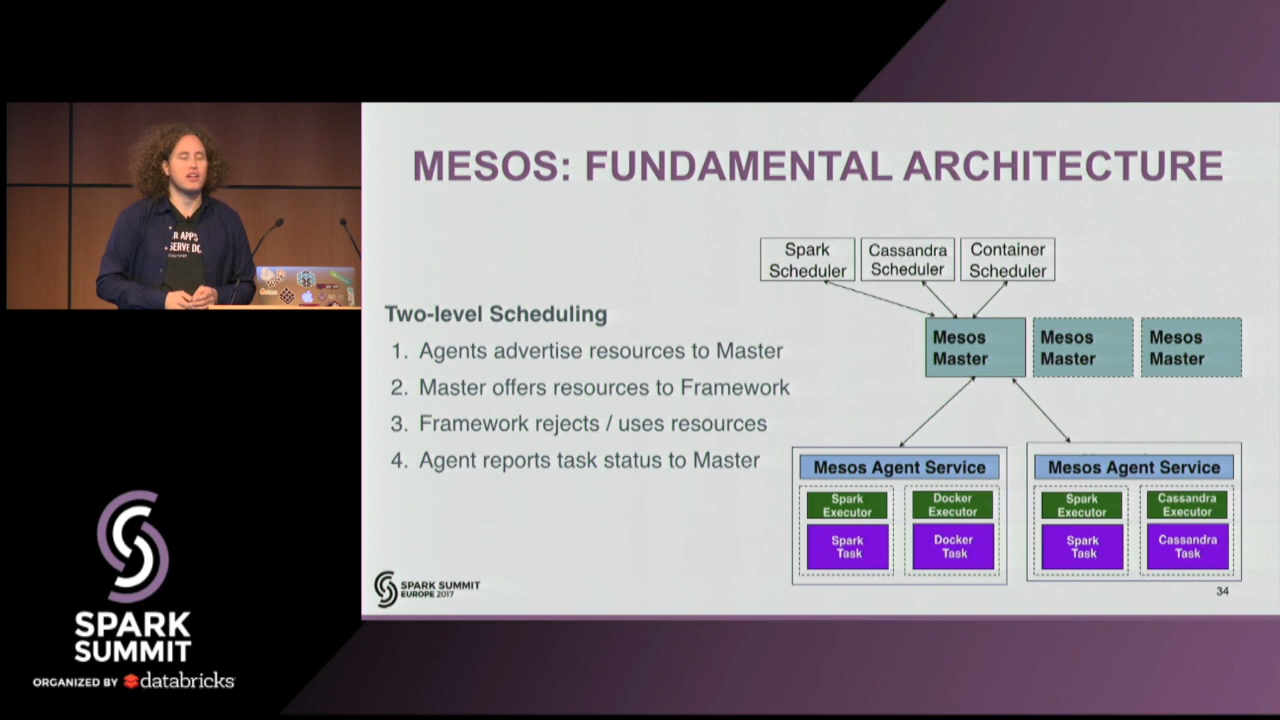 MESOS: FUNDAMENTAL ARCHITECTURE
Spark
Scheduler
Cassandra
Scheduler
Container
Scheduler
Two-level Scheduling
1. Agents advertise resources to Master
2. Master offers resources to Framework
3. Framework rejects / uses resources
4. Agent reports task status to Master
Mesos
Master
Mesos
Master
Mesos
Master
Mesos Agent Service
Spark
Executor
Spark
Task
Docker
Executor
Docker
Task
Mesos Agent Service
Spark
Executor
Spark
Task
Cassandra
Executor
Cassandra
Task
SPARK SUMMIT
EUROPE 2017
34
R APPS
SERVE DC
SPARK
SUMMIT
ORGANIZED BY databricks